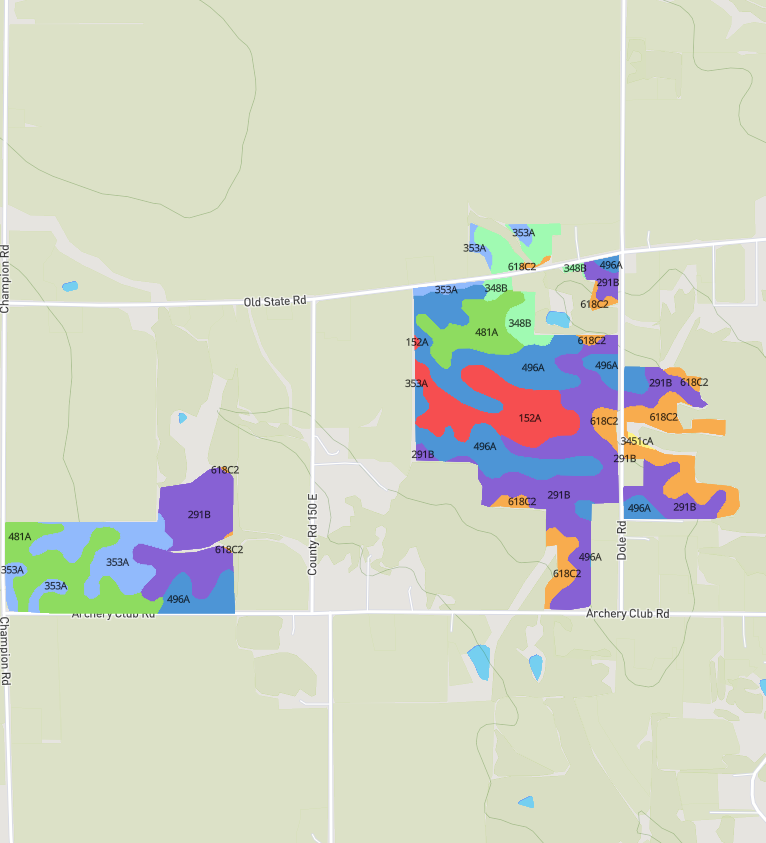 353A
353A
Champion Rd
618C2
348B
496A
291B
353A
348B
Old State Rd
618C2
348B
481A
152A
618C2
496A
496A
353A
291B
618C2
152A
618C2
618C2
3451cA
496A
291B
291B
618C2
291B
618C2
291B
496A
291B
County Rd 150 E
Dole Rd
481A
618C2
353A
496A
353A
353A
618C2
496A
Archery Club Rd
Archery Club Rd
Champion Rd